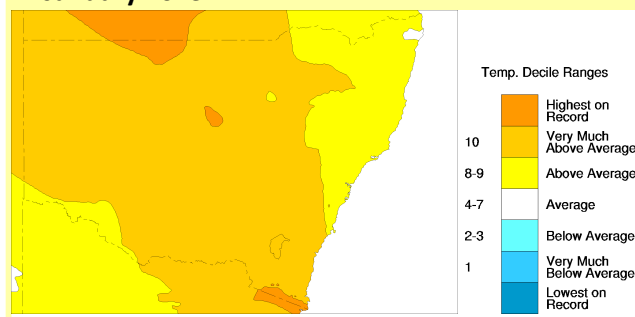 Temp. Decile Ranges
Highest on
Record
10
Very Much
Above Average
8-9
Above Average
4-7
Average
2-3
Below Average
1
Very Much
Below Average
Lowest on
Record